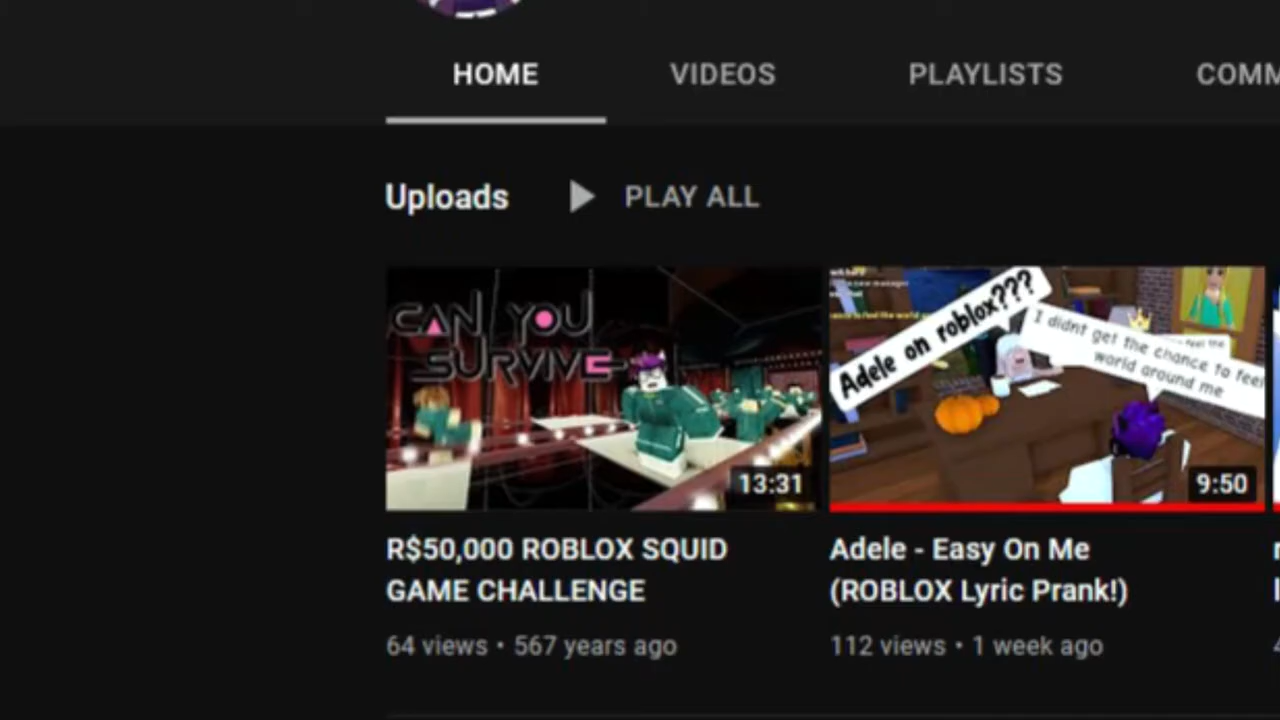 HOME VIDEOS PLAYLISTS COMM
Uploads PLAY ALL
CAN YOU
SURVIVE
13:31
Adele on roblox???
I didnt get the chance to feel
world around me
9:50
R$50,000 ROBLOX SQUID
GAME CHALLENGE
64 views • 567 years ago
Adele - Easy On Me
(ROBLOX Lyric Prank!)
112 views • 1 week ago